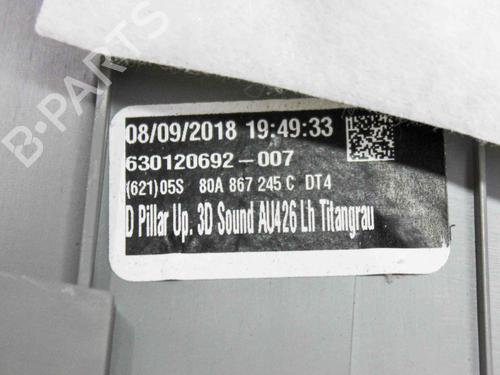 B-PARTS
08/09/2018 19:49:33
630120692-007
(621)05S 80A 867 245 C DT4
D Pillar Up. 3D Sound AU426 Lh Titangrau